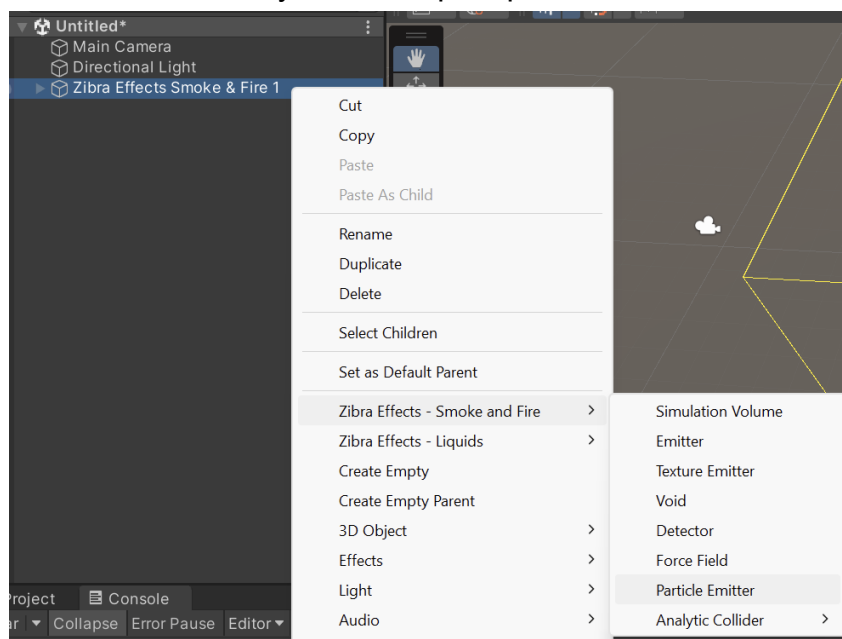 Untitled*
Main Camera
Directional Light
Zibra Effects Smoke & Fire 1
Cut
Copy
Paste
Paste As Child
Rename
Duplicate
Delete
Select Children
Set as Default Parent
Zibra Effects - Smoke and Fire
Zibra Effects - Liquids
Create Empty
Create Empty Parent
3D Object
Effects
Light
Audio
Simulation Volume
Emitter
Texture Emitter
Void
Detector
Force Field
Particle Emitter
Analytic Collider
Project Console
Collapse Error Pause Editor